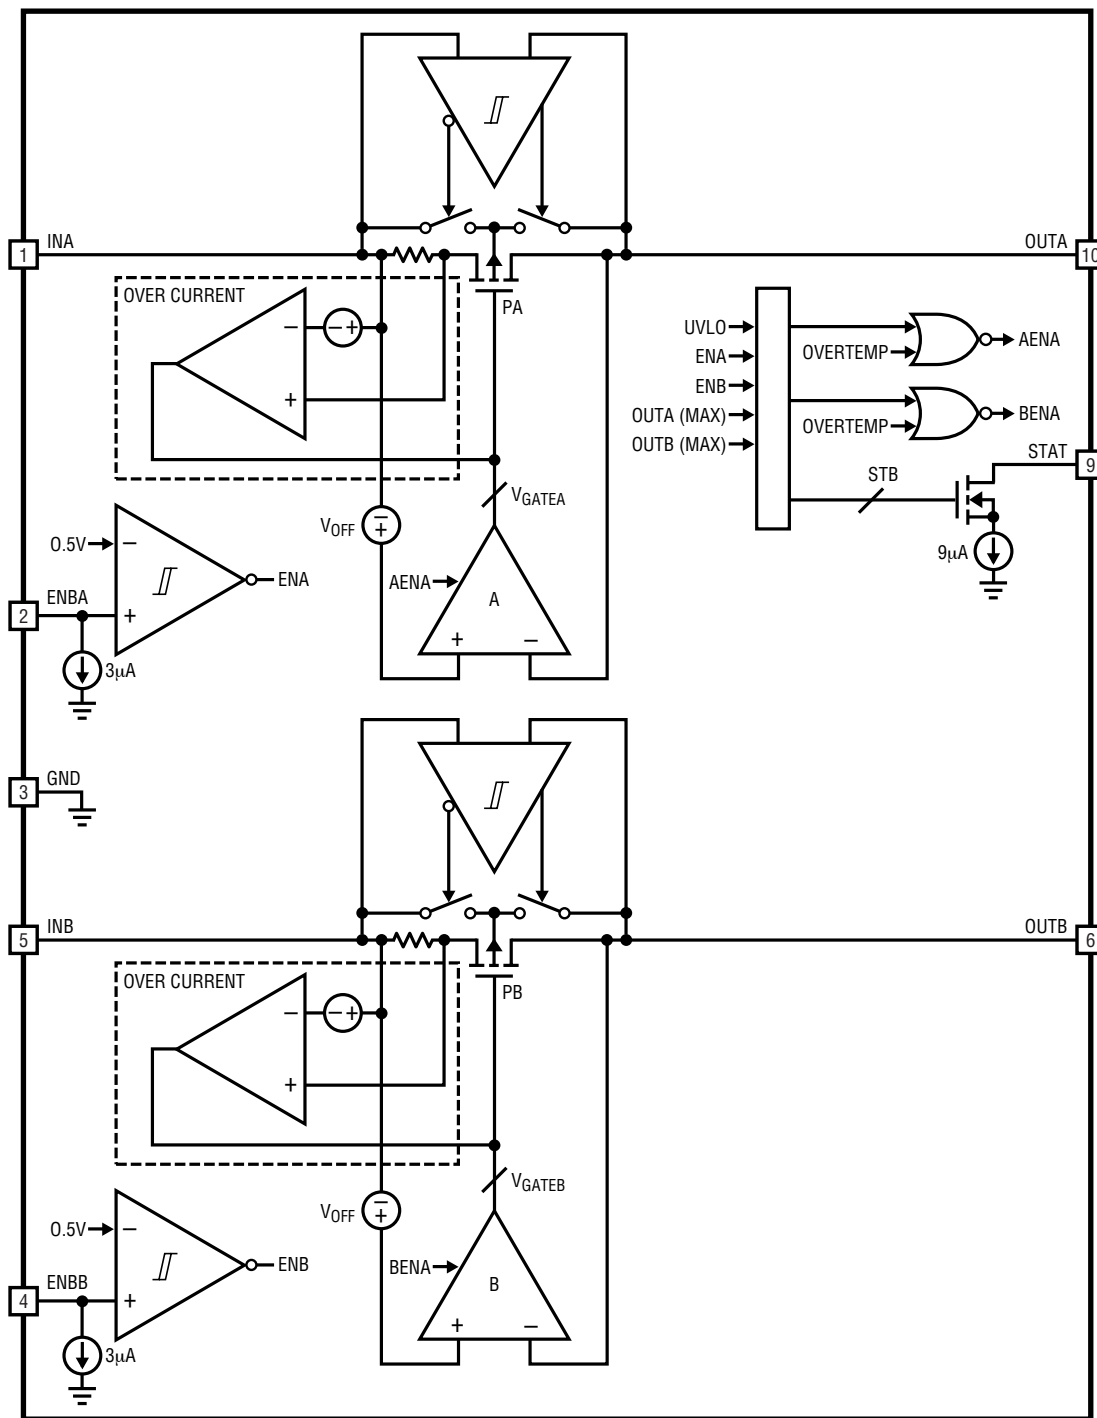 1
INA
OUTA
10
OVER CURRENT
−
− +
+
PA
UVLO
ENA
ENB
OUTA (MAX)
OUTB (MAX)
OVERTEMP
AENA
OVERTEMP
BENA
STAT
9
STB
9µA
VGATEA
VOFF
−
+
0.5V
−
ENA
2
ENBA
+
3µA
AENA
A
+
−
3
GND
5
INB
OUTB
6
OVER CURRENT
−
− +
+
PB
VGATEB
VOFF
−
+
0.5V
−
ENB
4
ENBB
+
3µA
BENA
B
+
−